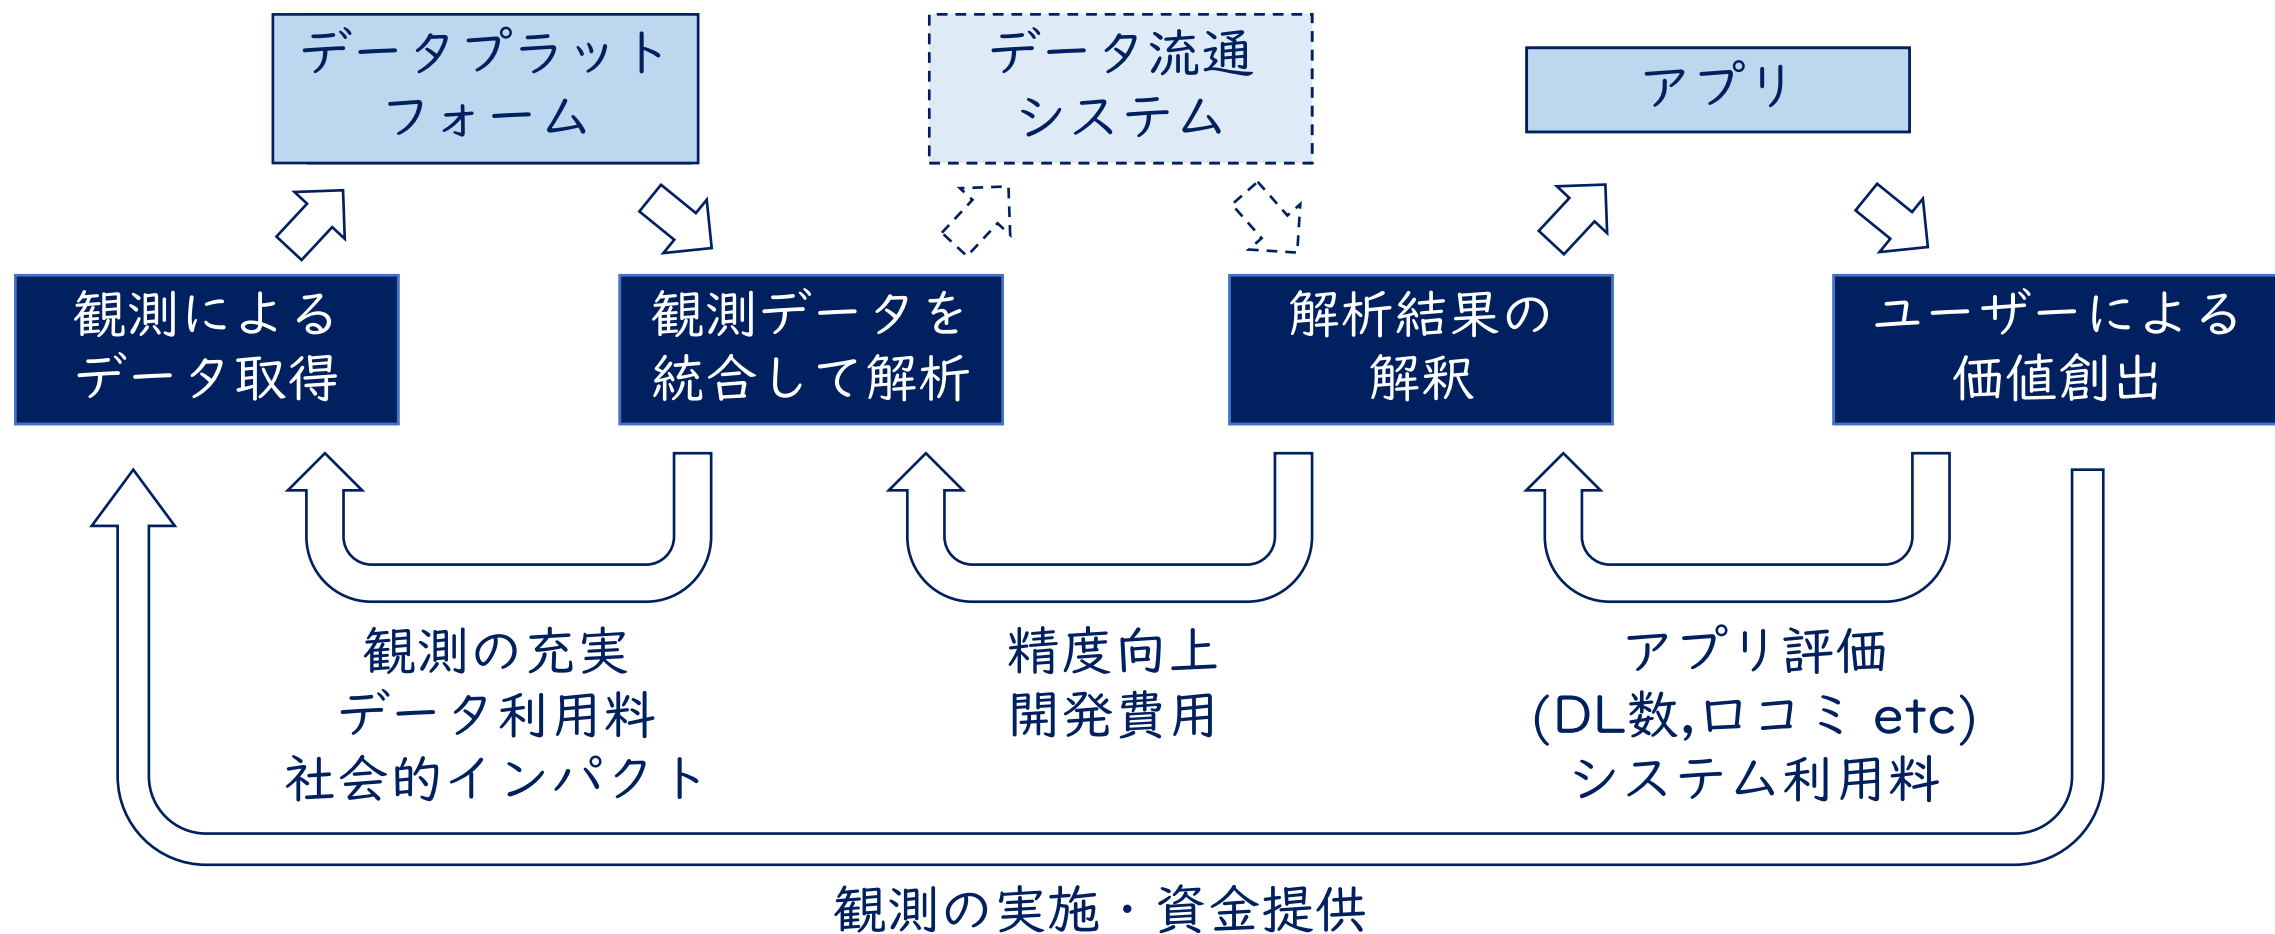 データプラット
フォーム
データ流通
システム
アプリ
観測による
データ取得
観測データを
統合して解析
解析結果の
解釈
ユーザーによる
価値創出
観測の充実
データ利用料
社会的インパクト
精度向上
開発費用
アプリ評価
(DL数,口コミ etc)
システム利用料
観測の実施・資金提供